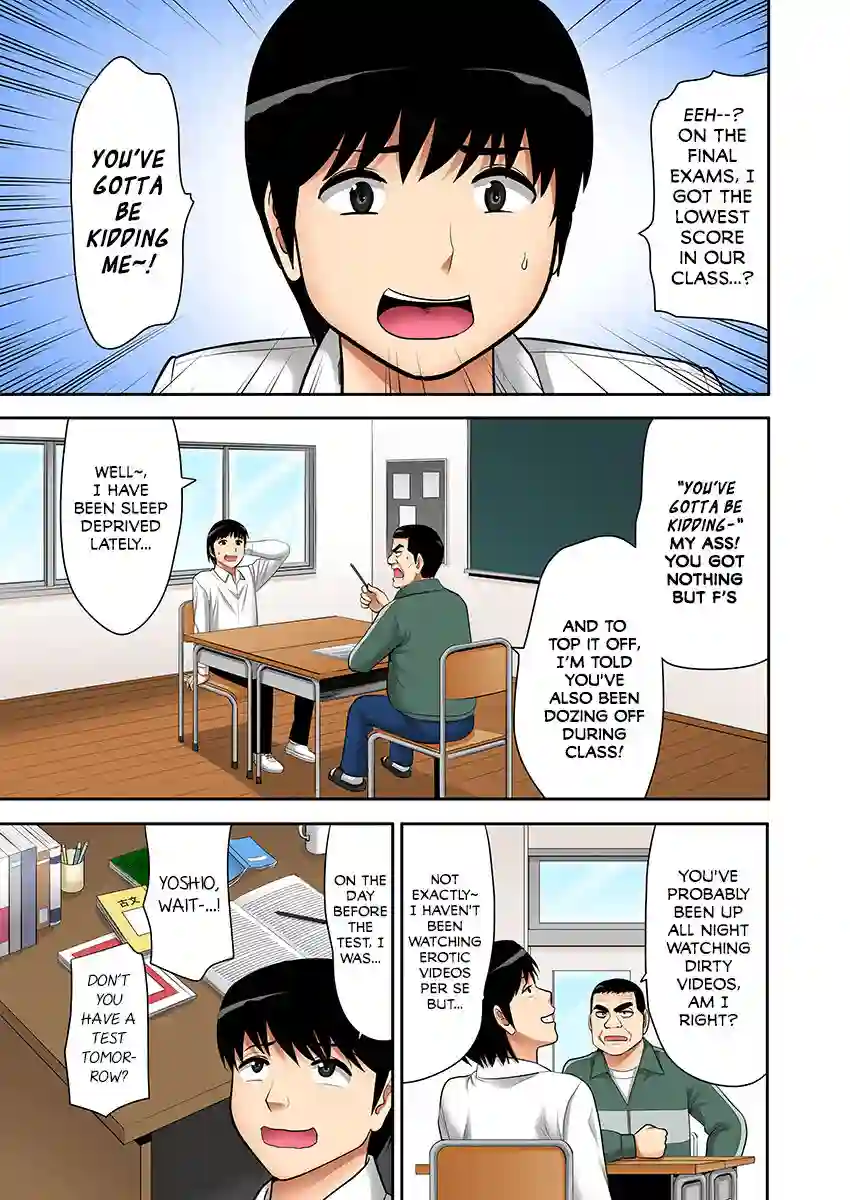 EEH--?
ON THE
FINAL
EXAMS, I
GOT THE
LOWEST
SCORE
IN OUR
CLASS...?
YOU'VE
GOTTA
BE
KIDDING
ME~!
"YOU'VE
GOTTA BE
KIDDING-"
MY ASS!
YOU GOT
NOTHING
BUT F'S
AND TO
TOP IT OFF,
I'M TOLD
YOU'VE
ALSO BEEN
DOZING OFF
DURING
CLASS!
WELL~,
I HAVE
BEEN SLEEP
DEPRIVED
LATELY...
YOU'VE
PROBABLY
BEEN UP
ALL NIGHT
WATCHING
DIRTY
VIDEOS,
AM I
RIGHT?
NOT
EXACTLY~
I HAVEN'T
BEEN
WATCHING
EROTIC
VIDEOS
PER SE
BUT...
ON THE
DAY
BEFORE
THE
TEST, I
WAS...
YOSHIO,
WAIT-...!
古文
DON'T
YOU
HAVE A
TEST
TOMOR-
ROW?